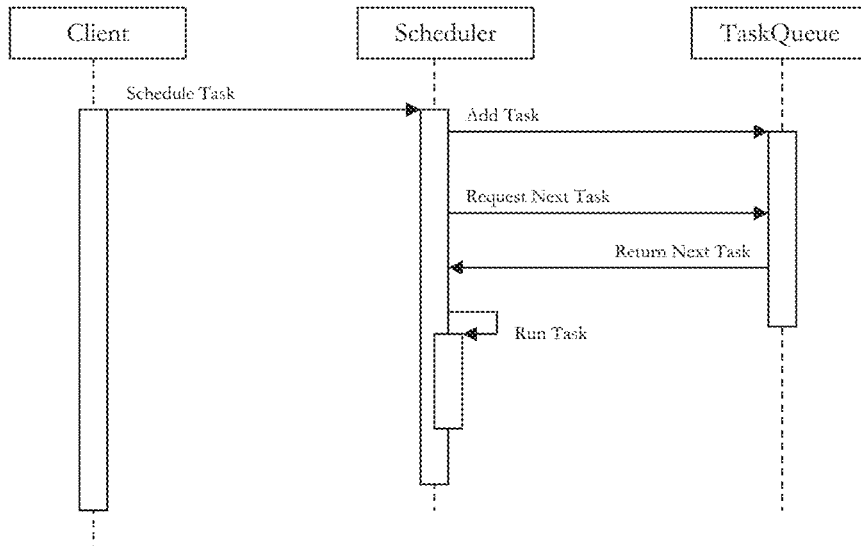 Client
Scheduler
TaskQueue
Schedule Task
Add Task
Request Next Task
Return Next Task
Run Task